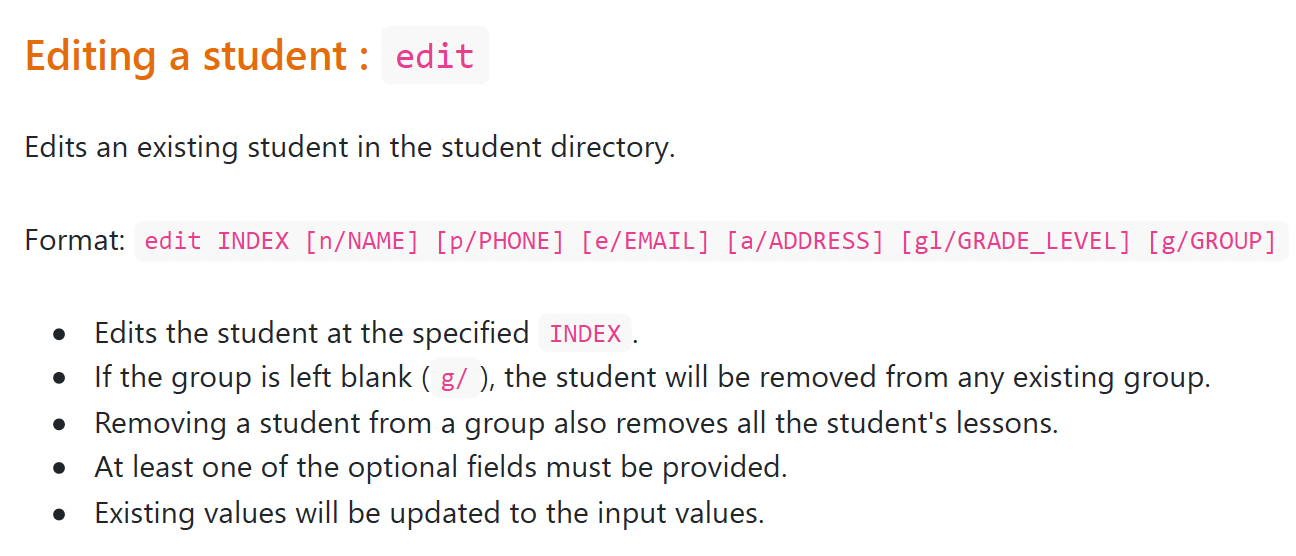 Editing a student : edit
Edits an existing student in the student directory.
Format: edit INDEX [n/NAME] [p/PHONE] [e/EMAIL] [a/ADDRESS] [gl/GRADE_LEVEL] [g/GROUP]
• Edits the student at the specified INDEX.
• If the group is left blank ( g/ ), the student will be removed from any existing group.
• Removing a student from a group also removes all the student's lessons.
• At least one of the optional fields must be provided.
• Existing values will be updated to the input values.